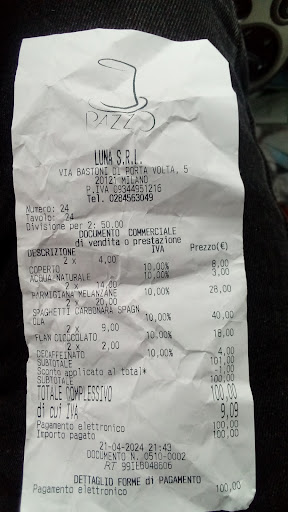 PAZZO
LUNA S.R.L.
VIA BASTONI DI PORTA VOLTA, 5
20121 MILANO
P.IVA 09344951216
Tel. 0284563049
Numero: 24
Tavolo: 24
Divisione per 2: 50.00
DOCUMENTO COMMERCIALE
di vendita o prestazione
DESCRIZIONE IVA Prezzo(€)
2 x 4,00
COPERTO 10,00% 8,00
ACQUA NATURALE 10,00% 3,00
2 x 14,00
PARMIGIANA MELANZANE 10,00% 28,00
2 x 20,00
SPAGHETTI CARBONARA SPAGN 10,00% 40,00
OLA
2 x 9,00
FLAN CIOCCOLATO 10,00% 18,00
2 x 2,00
DECAFFEINATO 10,00% 4,00
SUBTOTALE 101,00
Sconto applicato al total* -1,00
SUBTOTALE 100,00
TOTALE COMPLESSIVO 100,00
di cui IVA 9,09
Pagamento elettronico 100,00
Importo pagato 100,00
21-04-2024 21:43
DOCUMENTO N. 0510-0002
RT 99IEB048606
DETTAGLIO FORME di PAGAMENTO
Pagamento elettronico 100,00